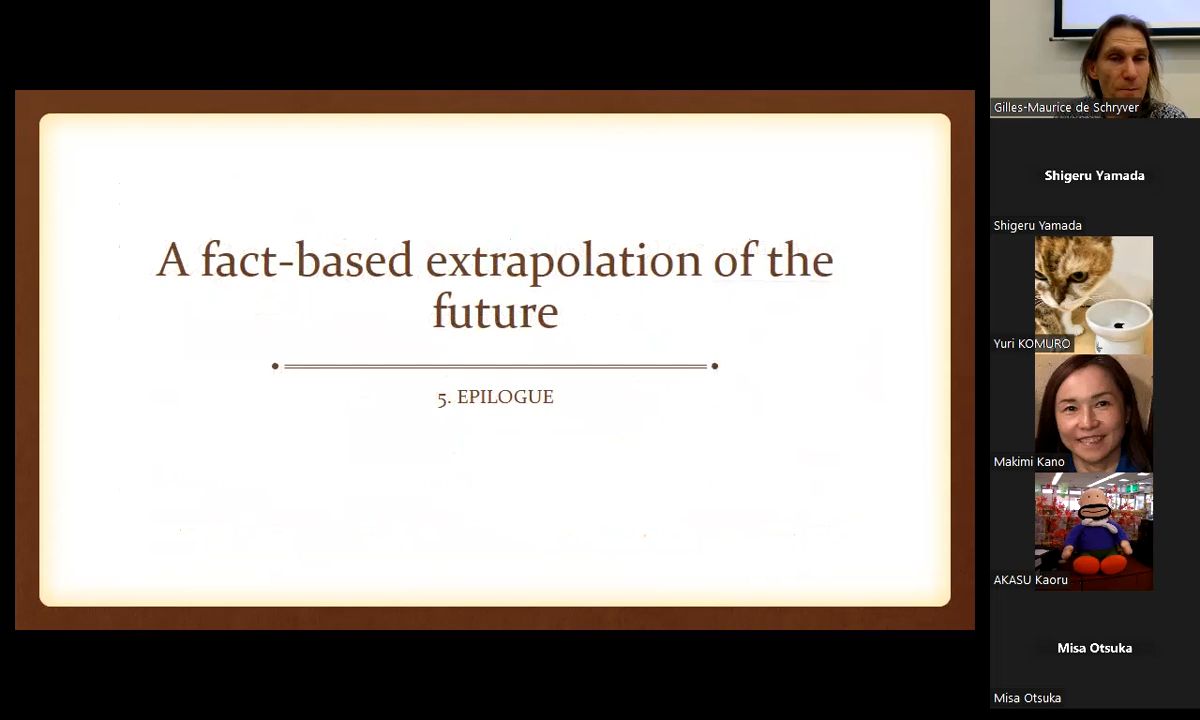 A fact-based extrapolation of the
future
5. EPILOGUE
Gilles-Maurice de Schryver
Shigeru Yamada
Shigeru Yamada
Yuri KOMURO
Makimi Kano
AKASU Kaoru
Misa Otsuka
Misa Otsuka